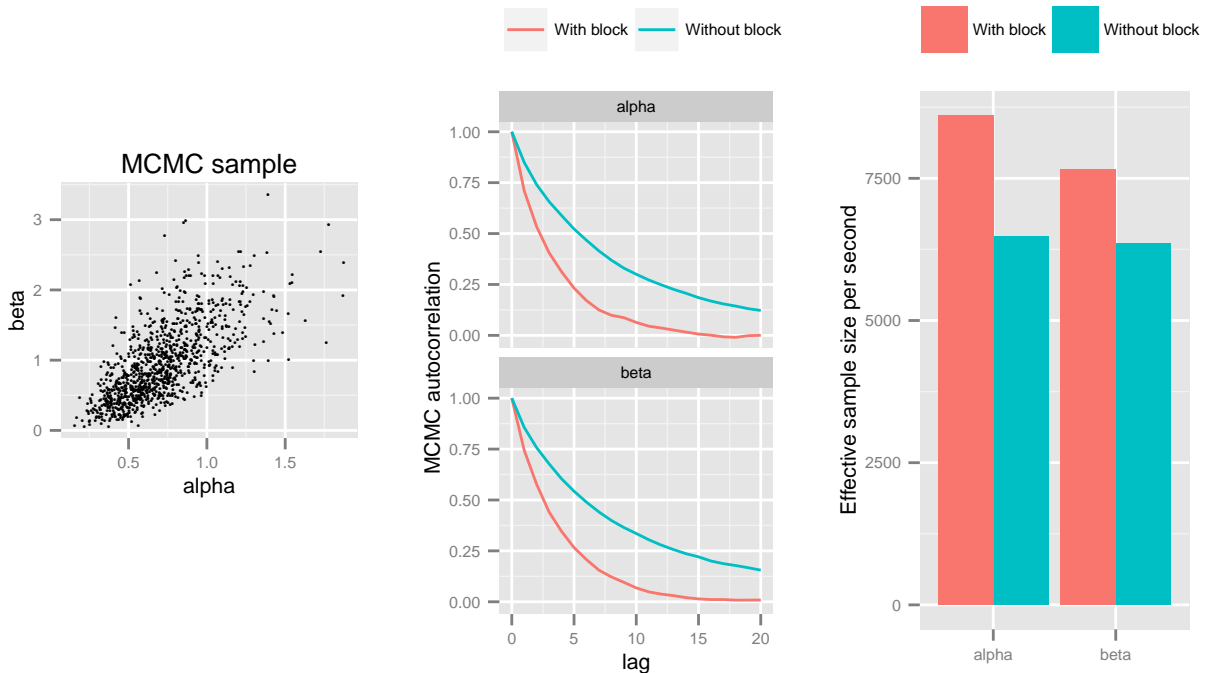 MCMC sample
beta
3
2
1
0
0.5 1.0 1.5
alpha
With block Without block
MCMC autocorrelation
alpha
1.00
0.75
0.50
0.25
0.00
beta
1.00
0.75
0.50
0.25
0.00
0 5 10 15 20
lag
With block Without block
Effective sample size per second
7500
5000
2500
0
alpha beta